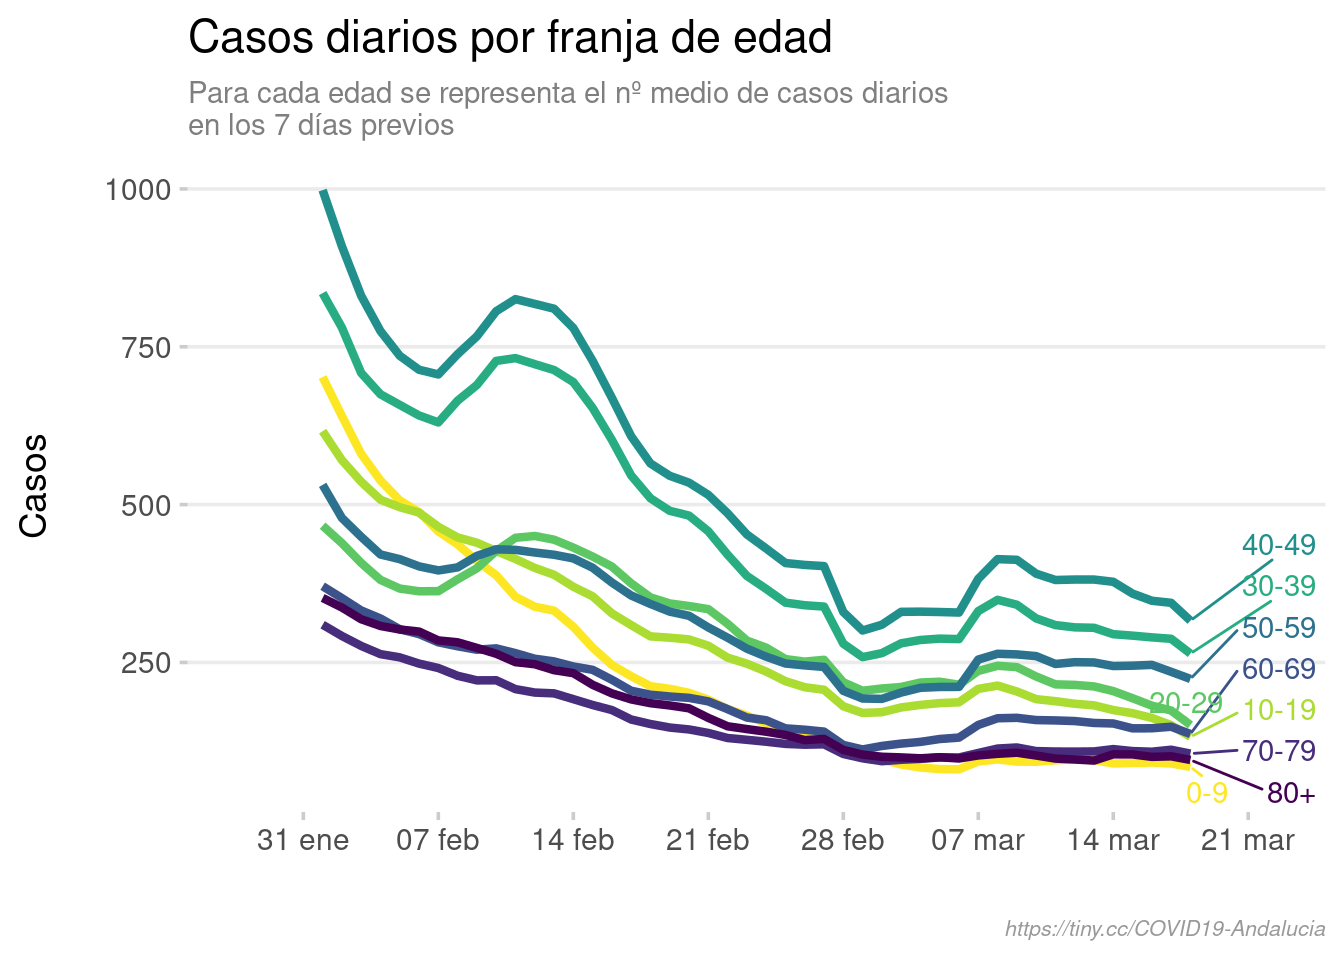 Casos diarios por franja de edad
Para cada edad se representa el nº medio de casos diarios
en los 7 días previos
Casos
1000
750
500
250
40-49
30-39
50-59
60-69
20-29
10-19
70-79
0-9
80+
31 ene
07 feb
14 feb
21 feb
28 feb
07 mar
14 mar
21 mar
https://tiny.cc/COVID19-Andalucia